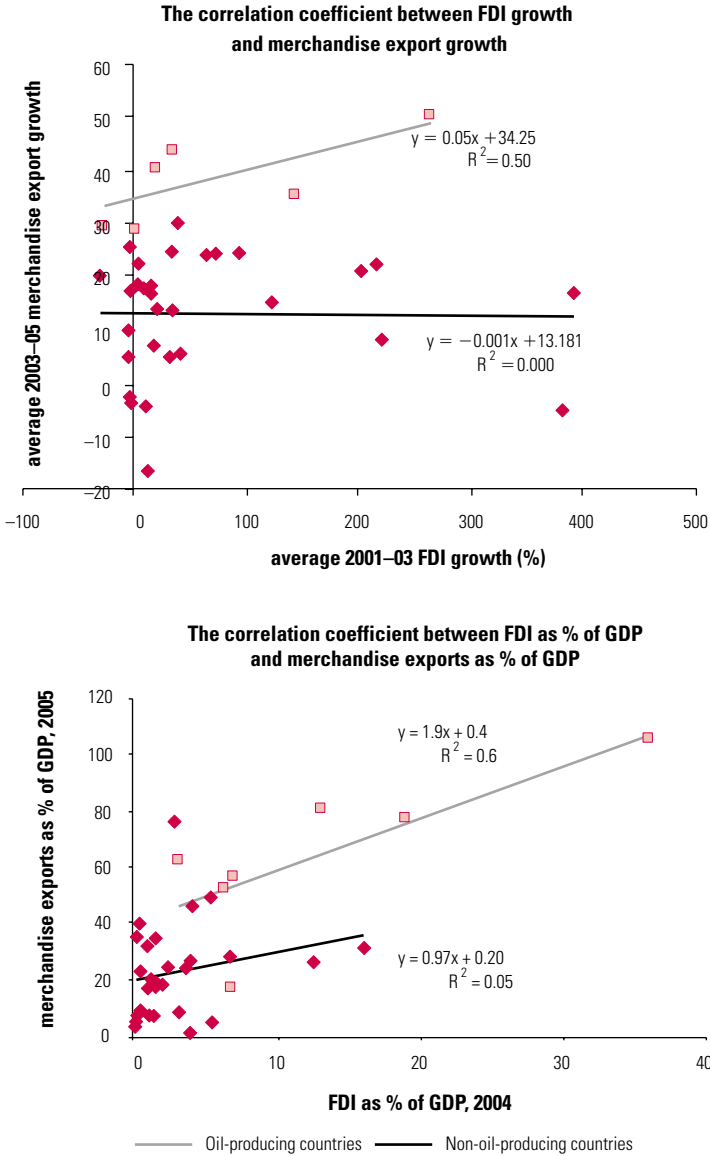 The correlation coefficient between FDI growth
and merchandise export growth
average 2003–05 merchandise export growth
60
50
40
30
20
10
0
−10
−20
y = 0.05x +34.25
R2=0.50
y = −0.001x +13.181
R2=0.000
−100
0
100
200
300
400
500
average 2001–03 FDI growth (%)
The correlation coefficient between FDI as % of GDP
and merchandise exports as % of GDP
merchandise exports as % of GDP, 2005
120
100
80
60
40
20
0
y = 1.9x + 0.4
R2 = 0.6
y = 0.97x + 0.20
R2 = 0.05
0
10
20
30
40
FDI as % of GDP, 2004
Oil-producing countries
Non-oil-producing countries